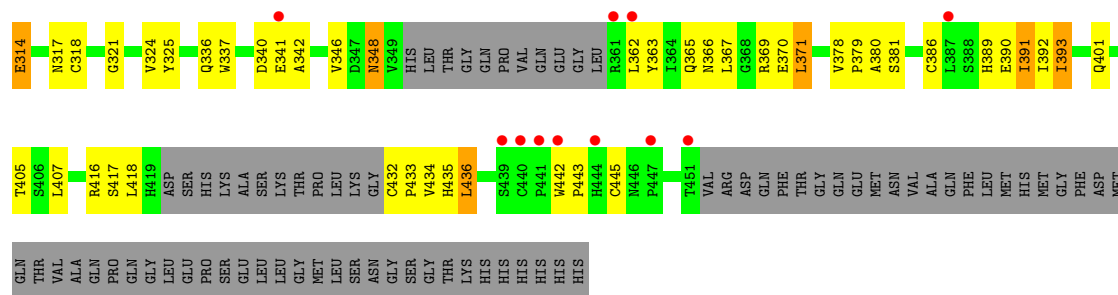 E314 N317 C318 G321 V324 Y325 Q336 W337 D340 E341 A342 V346 D347 N348 V349 HIS LEU THR GLY GLN PRO VAL GLN GLU GLY LEU R361 L362 Y363 I364 Q365 N366 L367 G368 R369 E370 L371 V378 P379 A380 S381 C386 L387 S388 H389 E390 I391 I392 I393 Q401
T405 S406 L407 R416 S417 L418 H419 ASP SER HIS LYS ALA SER LYS THR PRO LEU LYS GLY C432 P433 V434 H435 L436 S439 C440 P441 W442 P443 H444 C445 N446 P447 T451 VAL ARG ASP GLN PHE THR GLY GLN GLU MET ASN VAL ALA GLN PHE LEU MET HIS MET GLY PHE ASP MET
GLN THR VAL ALA GLN PRO GLN GLY LEU GLU PRO SER GLU LEU LEU GLY MET LEU SER ASN GLY SER GLY THR LYS HIS HIS HIS HIS HIS HIS